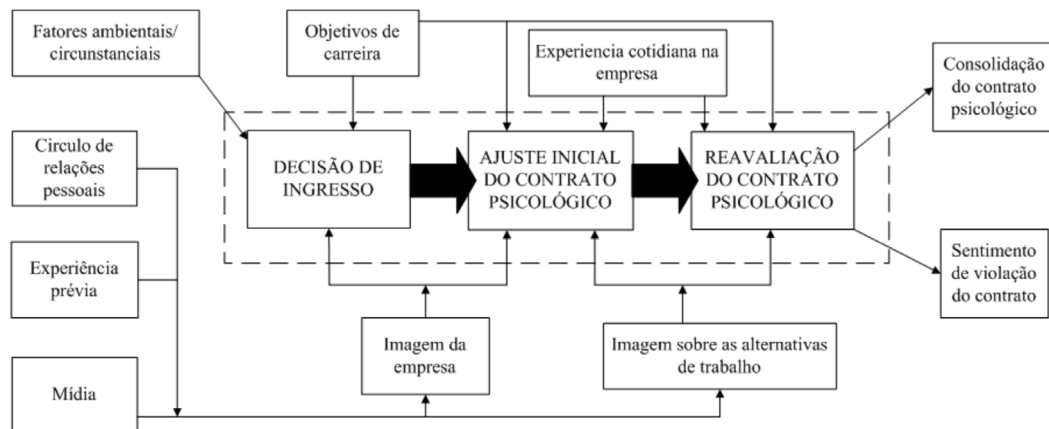 Fatores ambientais/
circunstanciais
Objetivos de
carreira
Experiencia cotidiana na
empresa
Consolidação
do contrato
psicológico
Círculo de
relações
pessoais
DECISÃO DE
INGRESSO
AJUSTE INICIAL
DO CONTRATO
PSICOLÓGICO
REAVALIAÇÃO
DO CONTRATO
PSICOLÓGICO
Experiência
prévia
Sentimento
de violação
do contrato
Imagem da
empresa
Imagem sobre as alternativas
de trabalho
Mídia